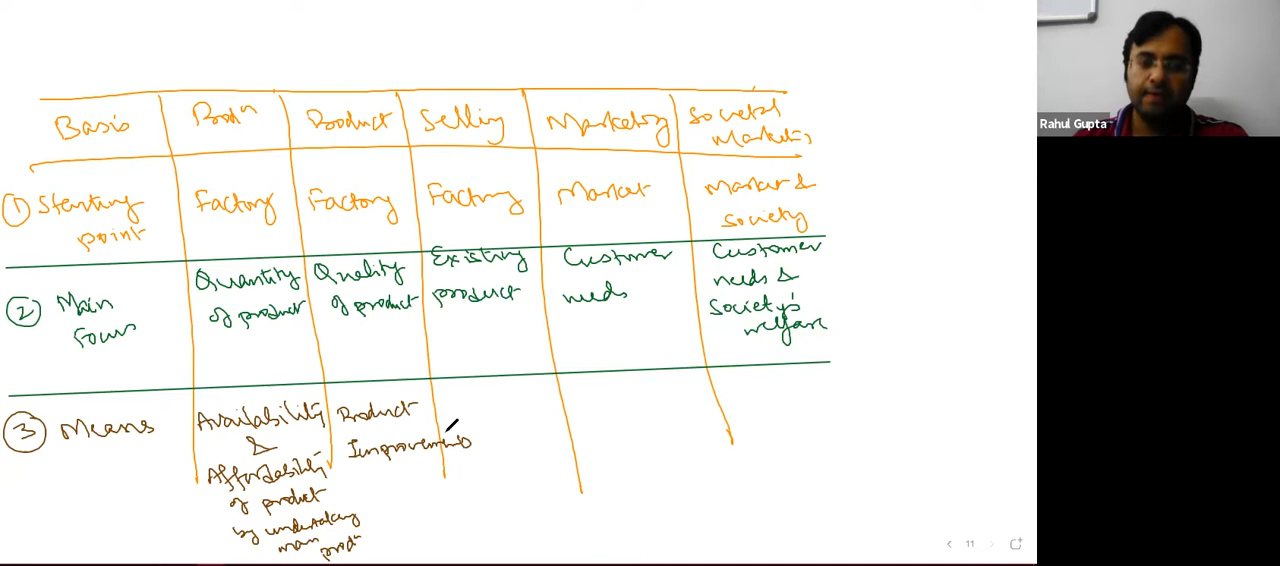 Basis Prodⁿ Product Selling Marketing Societal
Marketing
① Starting Factory Factory Factory Market Market &
point society
② Main Quantity Quality Existing Customer Customer
Focus of product of product product needs needs &
society's
welfare
③ Means Availability Product
& Improvements
Affordability
of product
by undertaking
mass
prodⁿ
Rahul Gupta
11